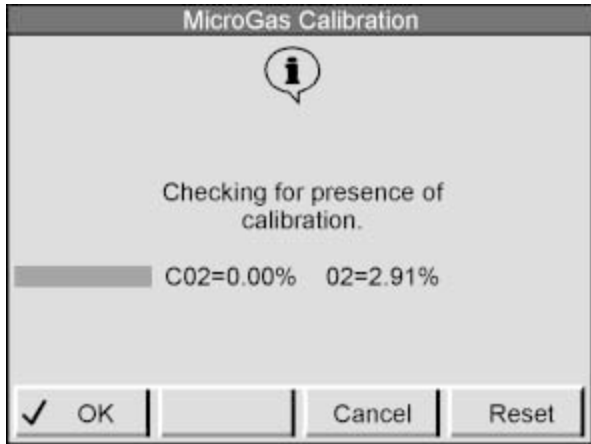 MicroGas Calibration
Checking for presence of
calibration.
C02=0.00% 02=2.91%
OK Cancel Reset